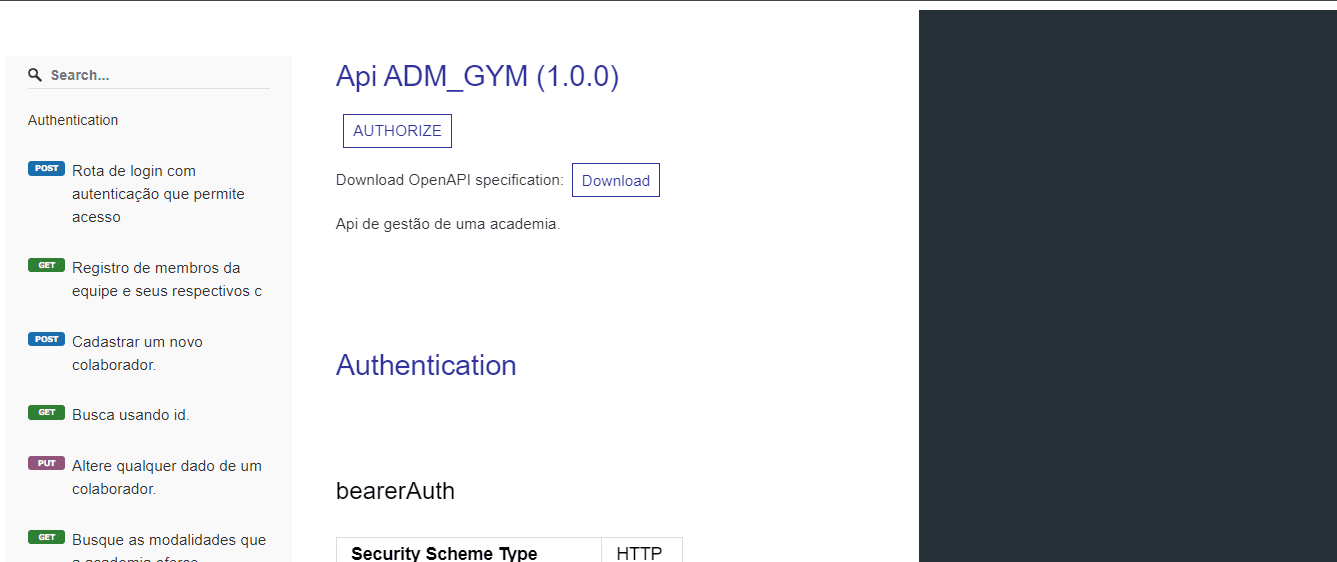 Search...
Authentication
POST Rota de login com
autenticação que permite
acesso
GET Registro de membros da
equipe e seus respectivos c
POST Cadastrar um novo
colaborador.
GET Busca usando id.
PUT Altere qualquer dado de um
colaborador.
GET Busque as modalidades que
a academia oferece
Api ADM_GYM (1.0.0)
AUTHORIZE
Download OpenAPI specification: Download
Api de gestão de uma academia.
Authentication
bearerAuth
Security Scheme Type HTTP